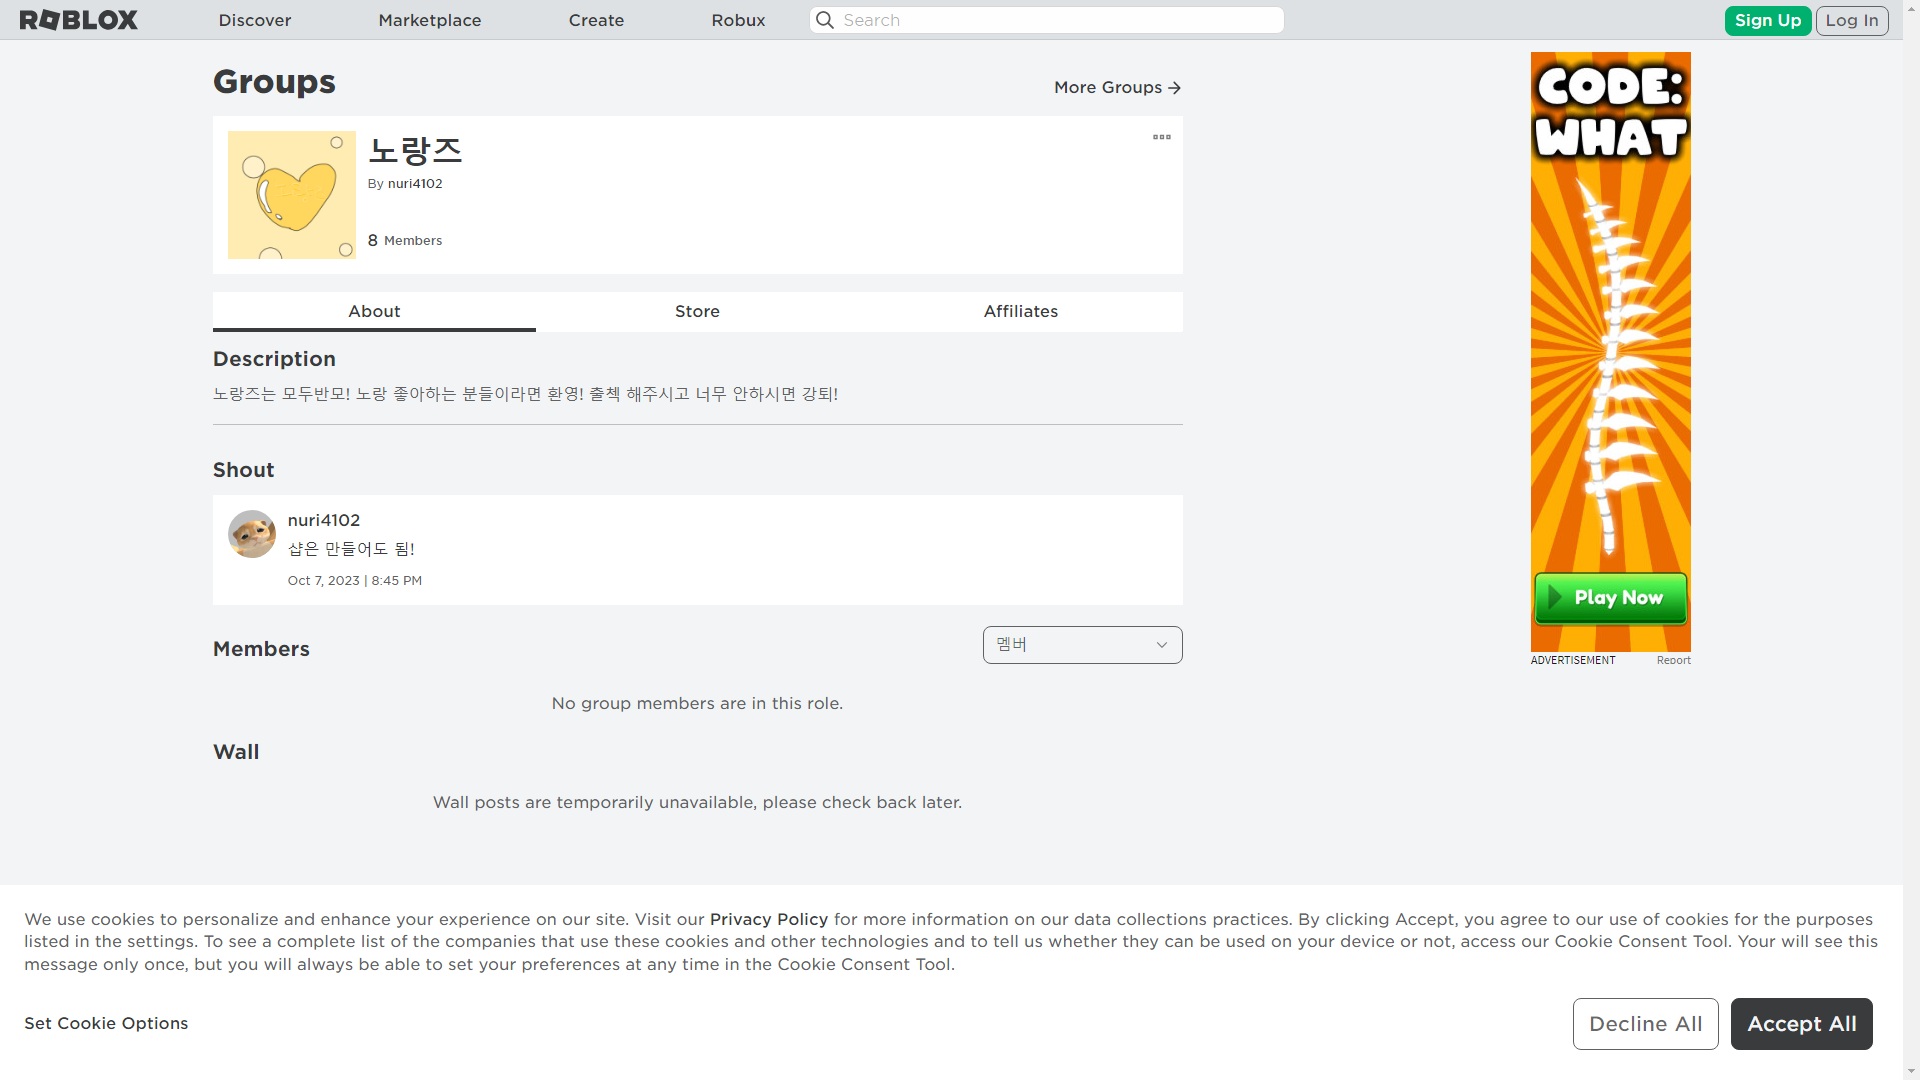 ROBLOX
Discover
Marketplace
Create
Robux
Search
Sign Up
Log In
Groups
More Groups
노랑즈
By nuri4102
8 Members
About
Store
Affiliates
Description
노랑즈는 모두반모! 노랑 좋아하는 분들이라면 환영! 출첵 해주시고 너무 안하시면 강퇴!
Shout
nuri4102
샵은 만들어도 됨!
Oct 7, 2023 | 8:45 PM
Members
멤버
No group members are in this role.
Wall
Wall posts are temporarily unavailable, please check back later.
CODE:
WHAT
Play Now
ADVERTISEMENT
Report
We use cookies to personalize and enhance your experience on our site. Visit our Privacy Policy for more information on our data collections practices. By clicking Accept, you agree to our use of cookies for the purposes
listed in the settings. To see a complete list of the companies that use these cookies and other technologies and to tell us whether they can be used on your device or not, access our Cookie Consent Tool. Your will see this
message only once, but you will always be able to set your preferences at any time in the Cookie Consent Tool.
Set Cookie Options
Decline All
Accept All